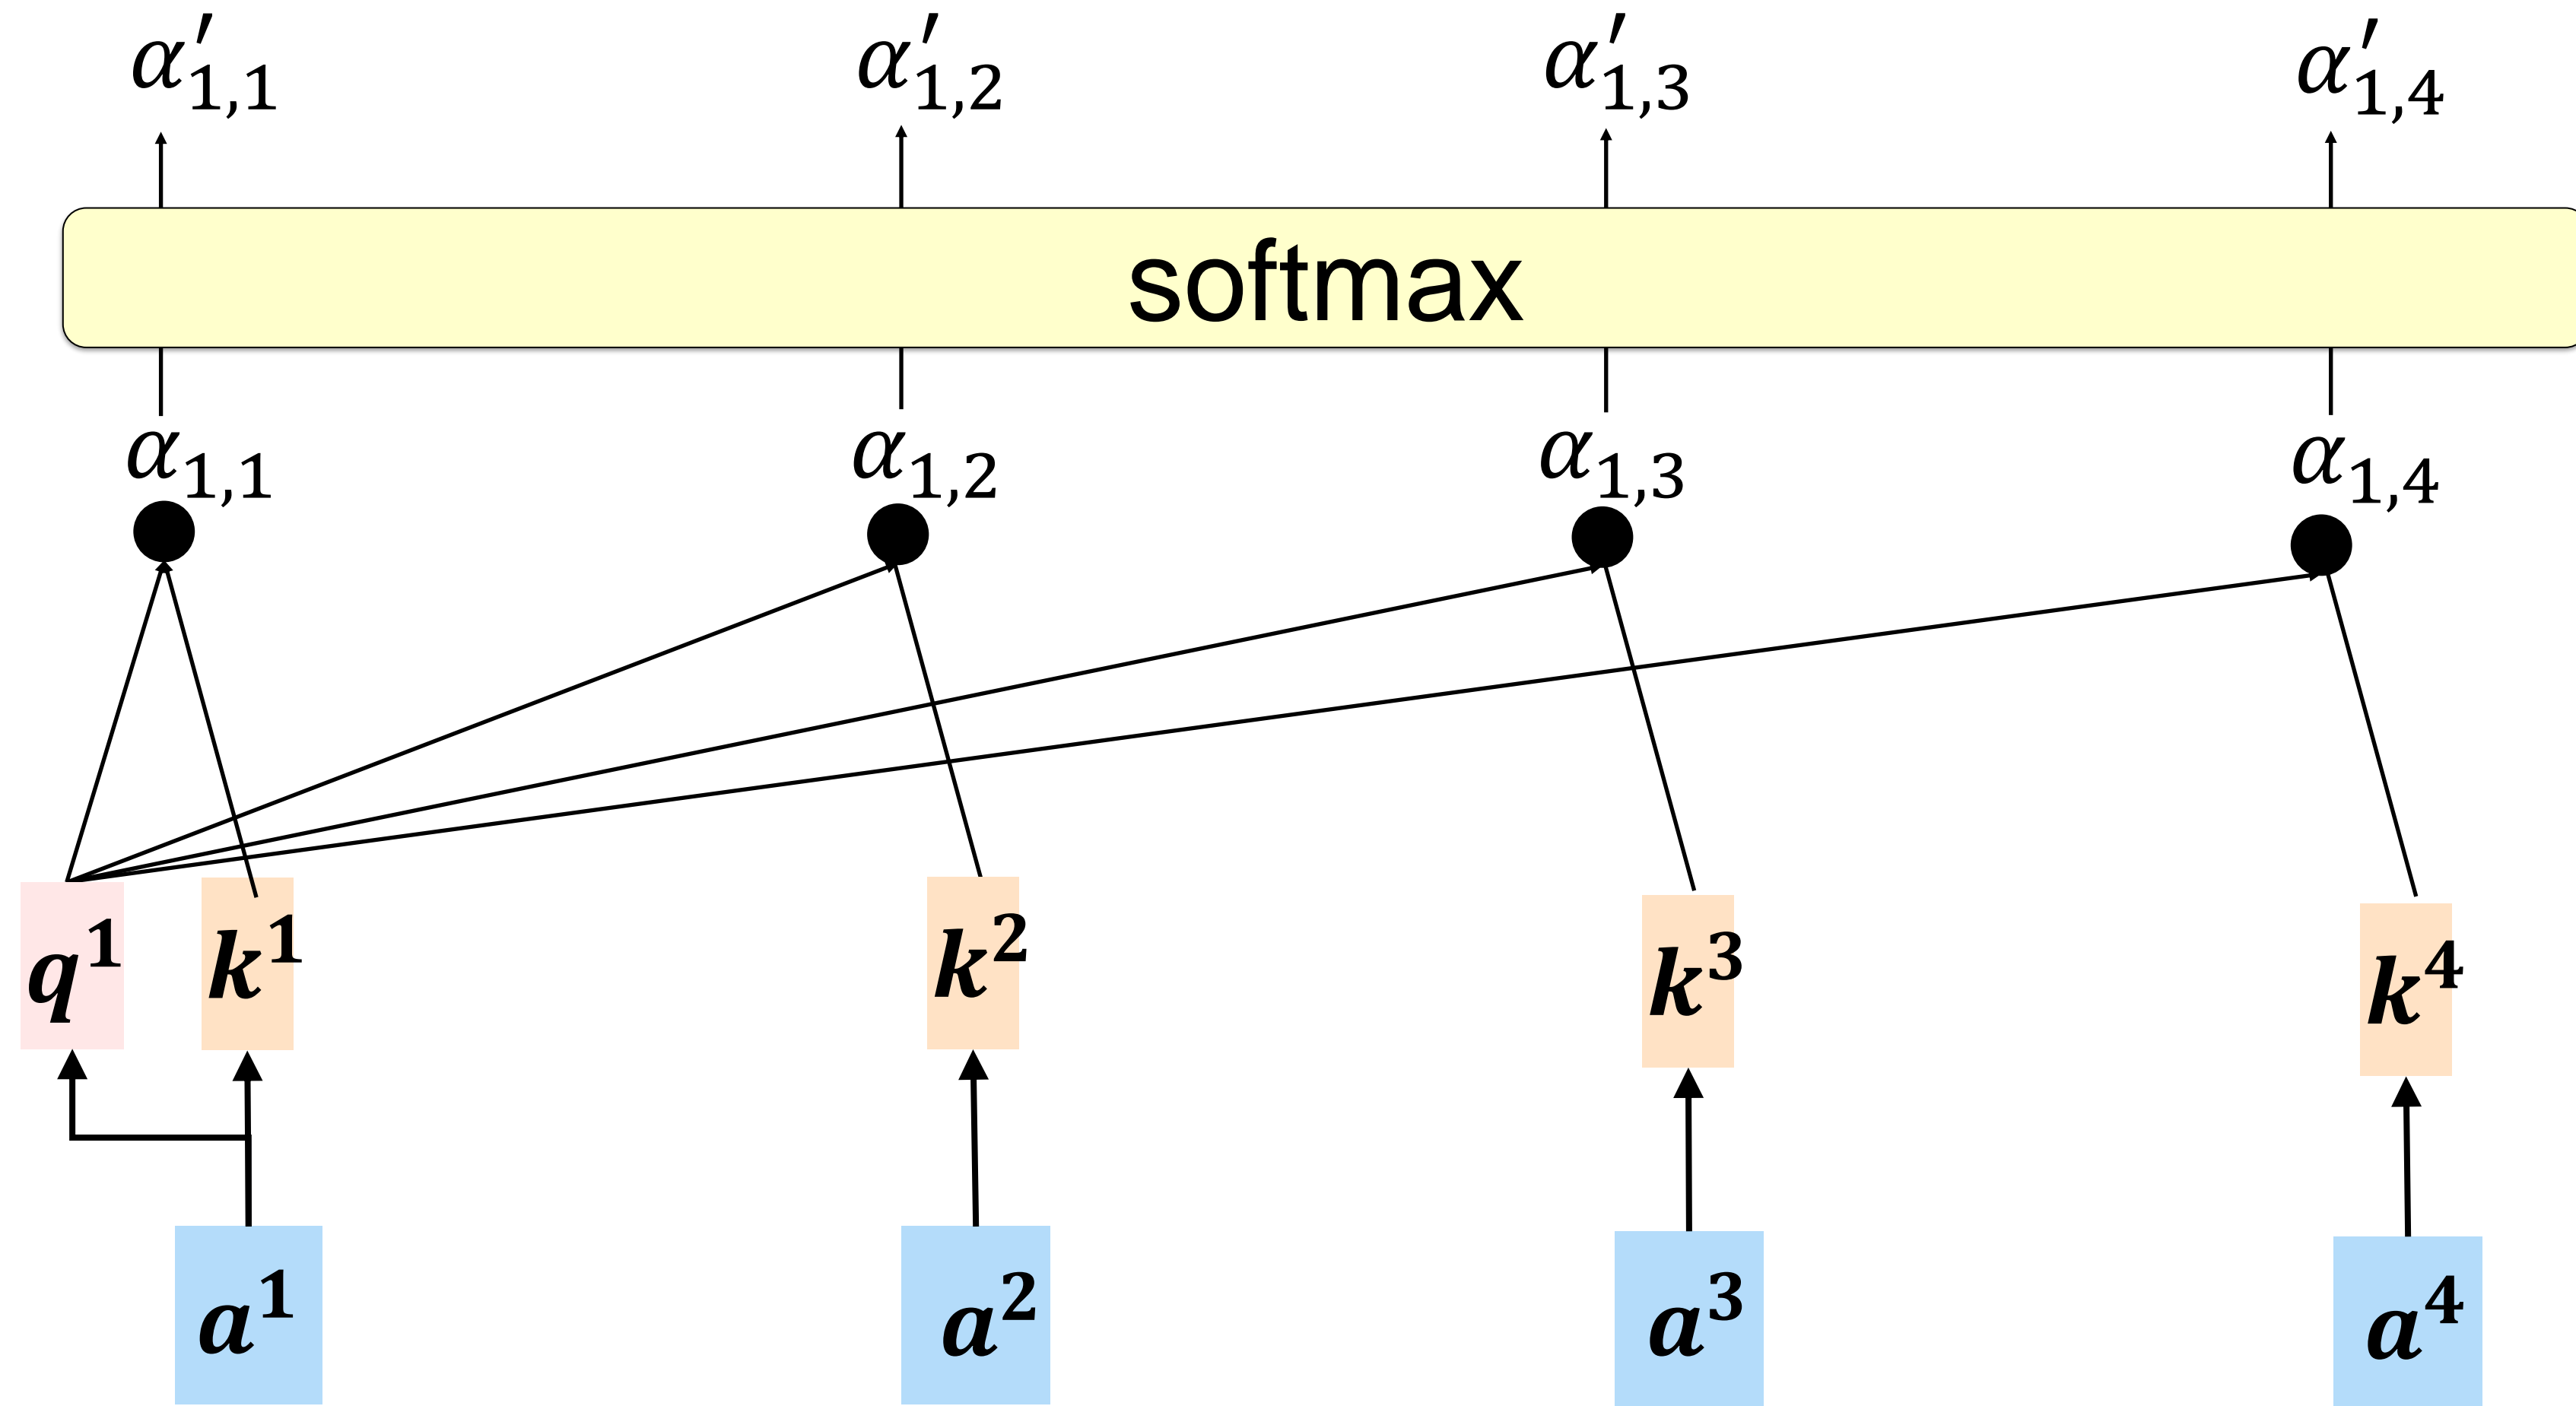 α′1,1 α′1,2 α′1,3 α′1,4
softmax
α1,1 α1,2 α1,3 α1,4
q1 k1 k2 k3 k4
a1 a2 a3 a4